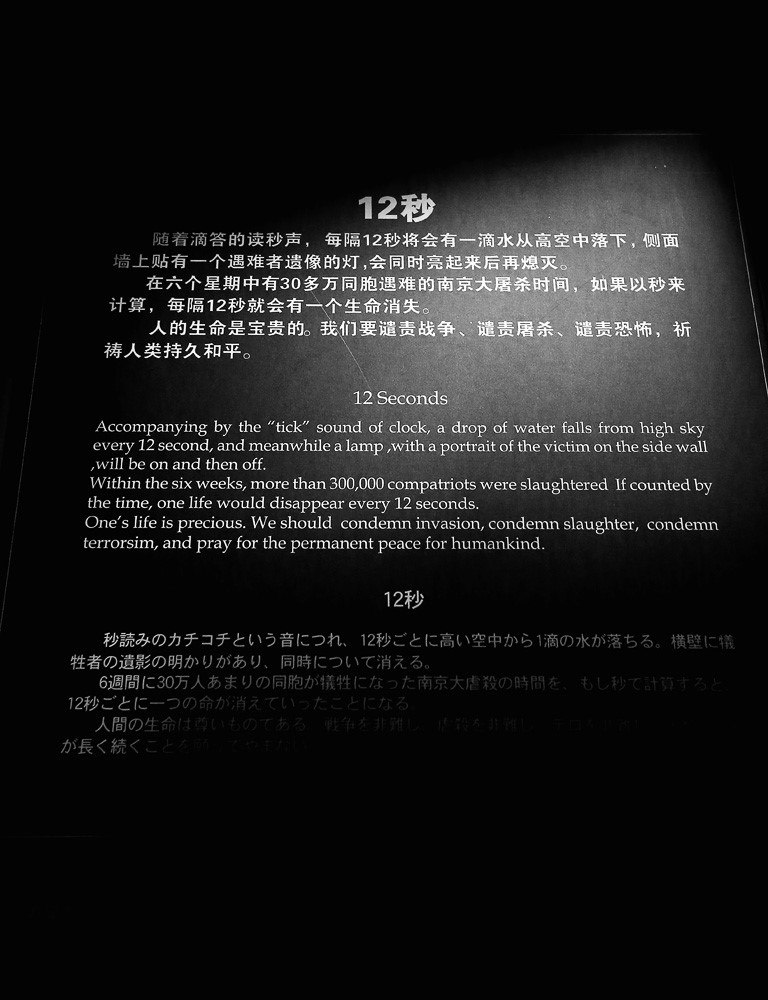 12秒
随着滴答的读秒声，每隔12秒将会有一滴水从高空中落下，侧面
墙上贴有一个遇难者遗像的灯,会同时亮起来后再熄灭。
在六个星期中有30多万同胞遇难的南京大屠杀时间，如果以秒来
计算，每隔12秒就会有一个生命消失。
人的生命是宝贵的。我们要谴责战争、谴责屠杀、谴责恐怖，祈
祷人类持久和平。
12 Seconds
Accompanying by the “tick” sound of clock, a drop of water falls from high sky
every 12 second, and meanwhile a lamp ,with a portrait of the victim on the side wall
,will be on and then off.
Within the six weeks, more than 300,000 compatriots were slaughtered If counted by
the time, one life would disappear every 12 seconds.
One’s life is precious. We should condemn invasion, condemn slaughter, condemn
terrorsim, and pray for the permanent peace for humankind.
12秒
秒読みのカチコチという音につれ、12秒ごとに高い空中から1滴の水が落ちる。横壁に犠
牲者の遺影の明かりがあり、同時について消える。
6週間に30万人あまりの同胞が犠牲になった南京大虐殺の時間を、もし秒で計算すると、
12秒ごとに一つの命が消えていったことになる
人間の生命は尊いものである。戦争を非難し、虐殺を非難し、
が長く続くことを